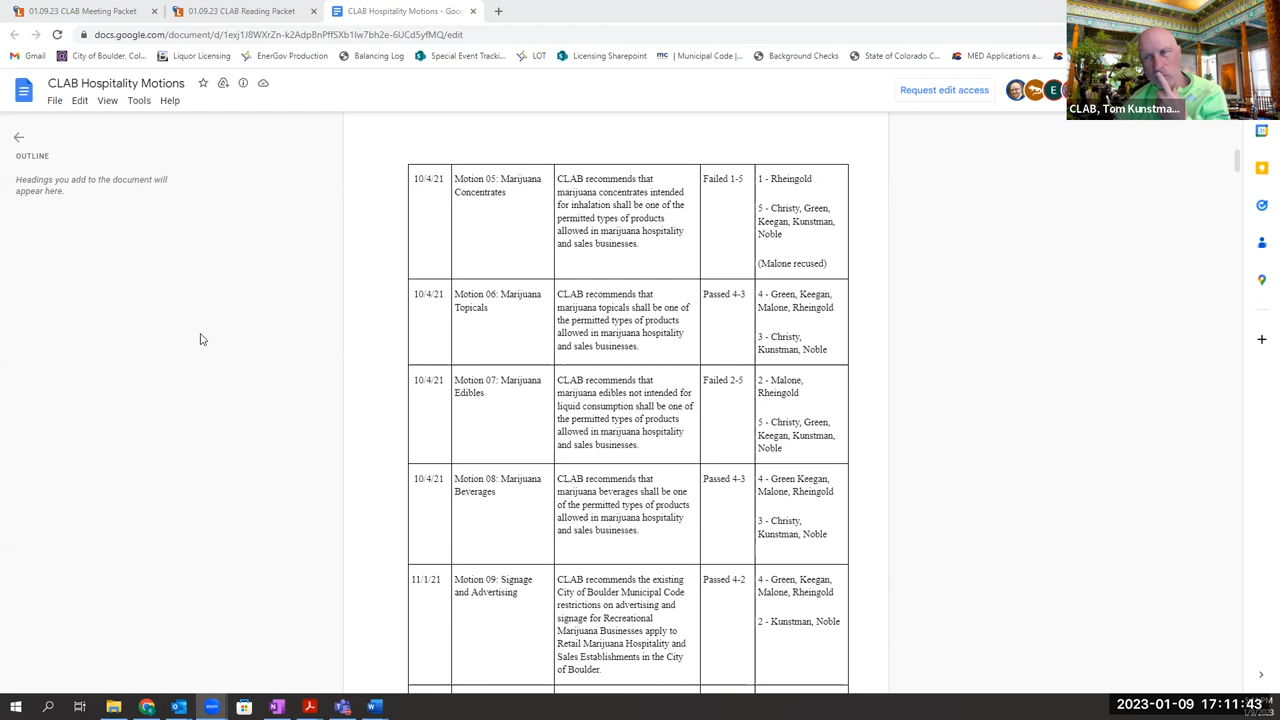 01.09.23 CLAB Meeting Packet
01.09.23 CLAB Reading Packet
CLAB Hospitality Motions - Goog
docs.google.com/document/d/1exj1J8WXrZn-k2AdpBnPffSXb1Iw7bh2e-6UCd5yfMQ/edit
Gmail
City of Boulder, Col...
Liquor Licensing
EnerGov Production
Hybrid
Balancing Log
Special Event Tracki...
LOT
Licensing Sharepoint
Municipal Code |...
Background Checks
State of Colorado C...
MED Applications a...
CLAB Hospitality Motions
File Edit View Tools Help
Request edit access
E
CLAB, Tom Kunstma...
OUTLINE
Headings you add to the document will
appear here.
10/4/21
Motion 05: Marijuana
Concentrates
CLAB recommends that
marijuana concentrates intended
for inhalation shall be one of the
permitted types of products
allowed in marijuana hospitality
and sales businesses.
Failed 1-5
1 - Rheingold
5 - Christy, Green,
Keegan, Kunstman,
Noble
(Malone recused)
10/4/21
Motion 06: Marijuana
Topicals
CLAB recommends that
marijuana topicals shall be one of
the permitted types of products
allowed in marijuana hospitality
and sales businesses.
Passed 4-3
4 - Green, Keegan,
Malone, Rheingold
3 - Christy,
Kunstman, Noble
10/4/21
Motion 07: Marijuana
Edibles
CLAB recommends that
marijuana edibles not intended for
liquid consumption shall be one of
the permitted types of products
allowed in marijuana hospitality
and sales businesses.
Failed 2-5
2 - Malone,
Rheingold
5 - Christy, Green,
Keegan, Kunstman,
Noble
10/4/21
Motion 08: Marijuana
Beverages
CLAB recommends that
marijuana beverages shall be one
of the permitted types of products
allowed in marijuana hospitality
and sales businesses.
Passed 4-3
4 - Green Keegan,
Malone, Rheingold
3 - Christy,
Kunstman, Noble
11/1/21
Motion 09: Signage
and Advertising
CLAB recommends the existing
City of Boulder Municipal Code
restrictions on advertising and
signage for Recreational
Marijuana Businesses apply to
Retail Marijuana Hospitality and
Sales Establishments in the City
of Boulder.
Passed 4-2
4 - Green, Keegan,
Malone, Rheingold
2 - Kunstman, Noble
2023-01-09 17:11:43